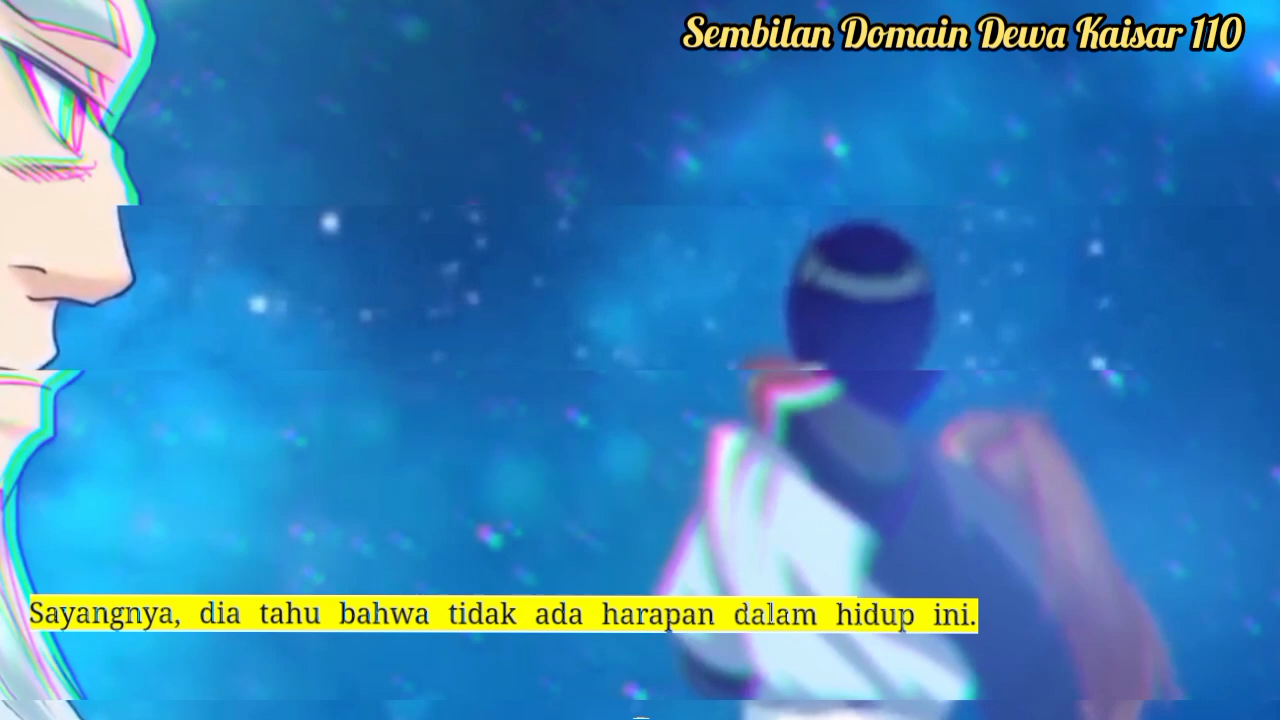 Sembilan Domain Dewa Kaisar 110
Sayangnya, dia tahu bahwa tidak ada harapan dalam hidup ini.